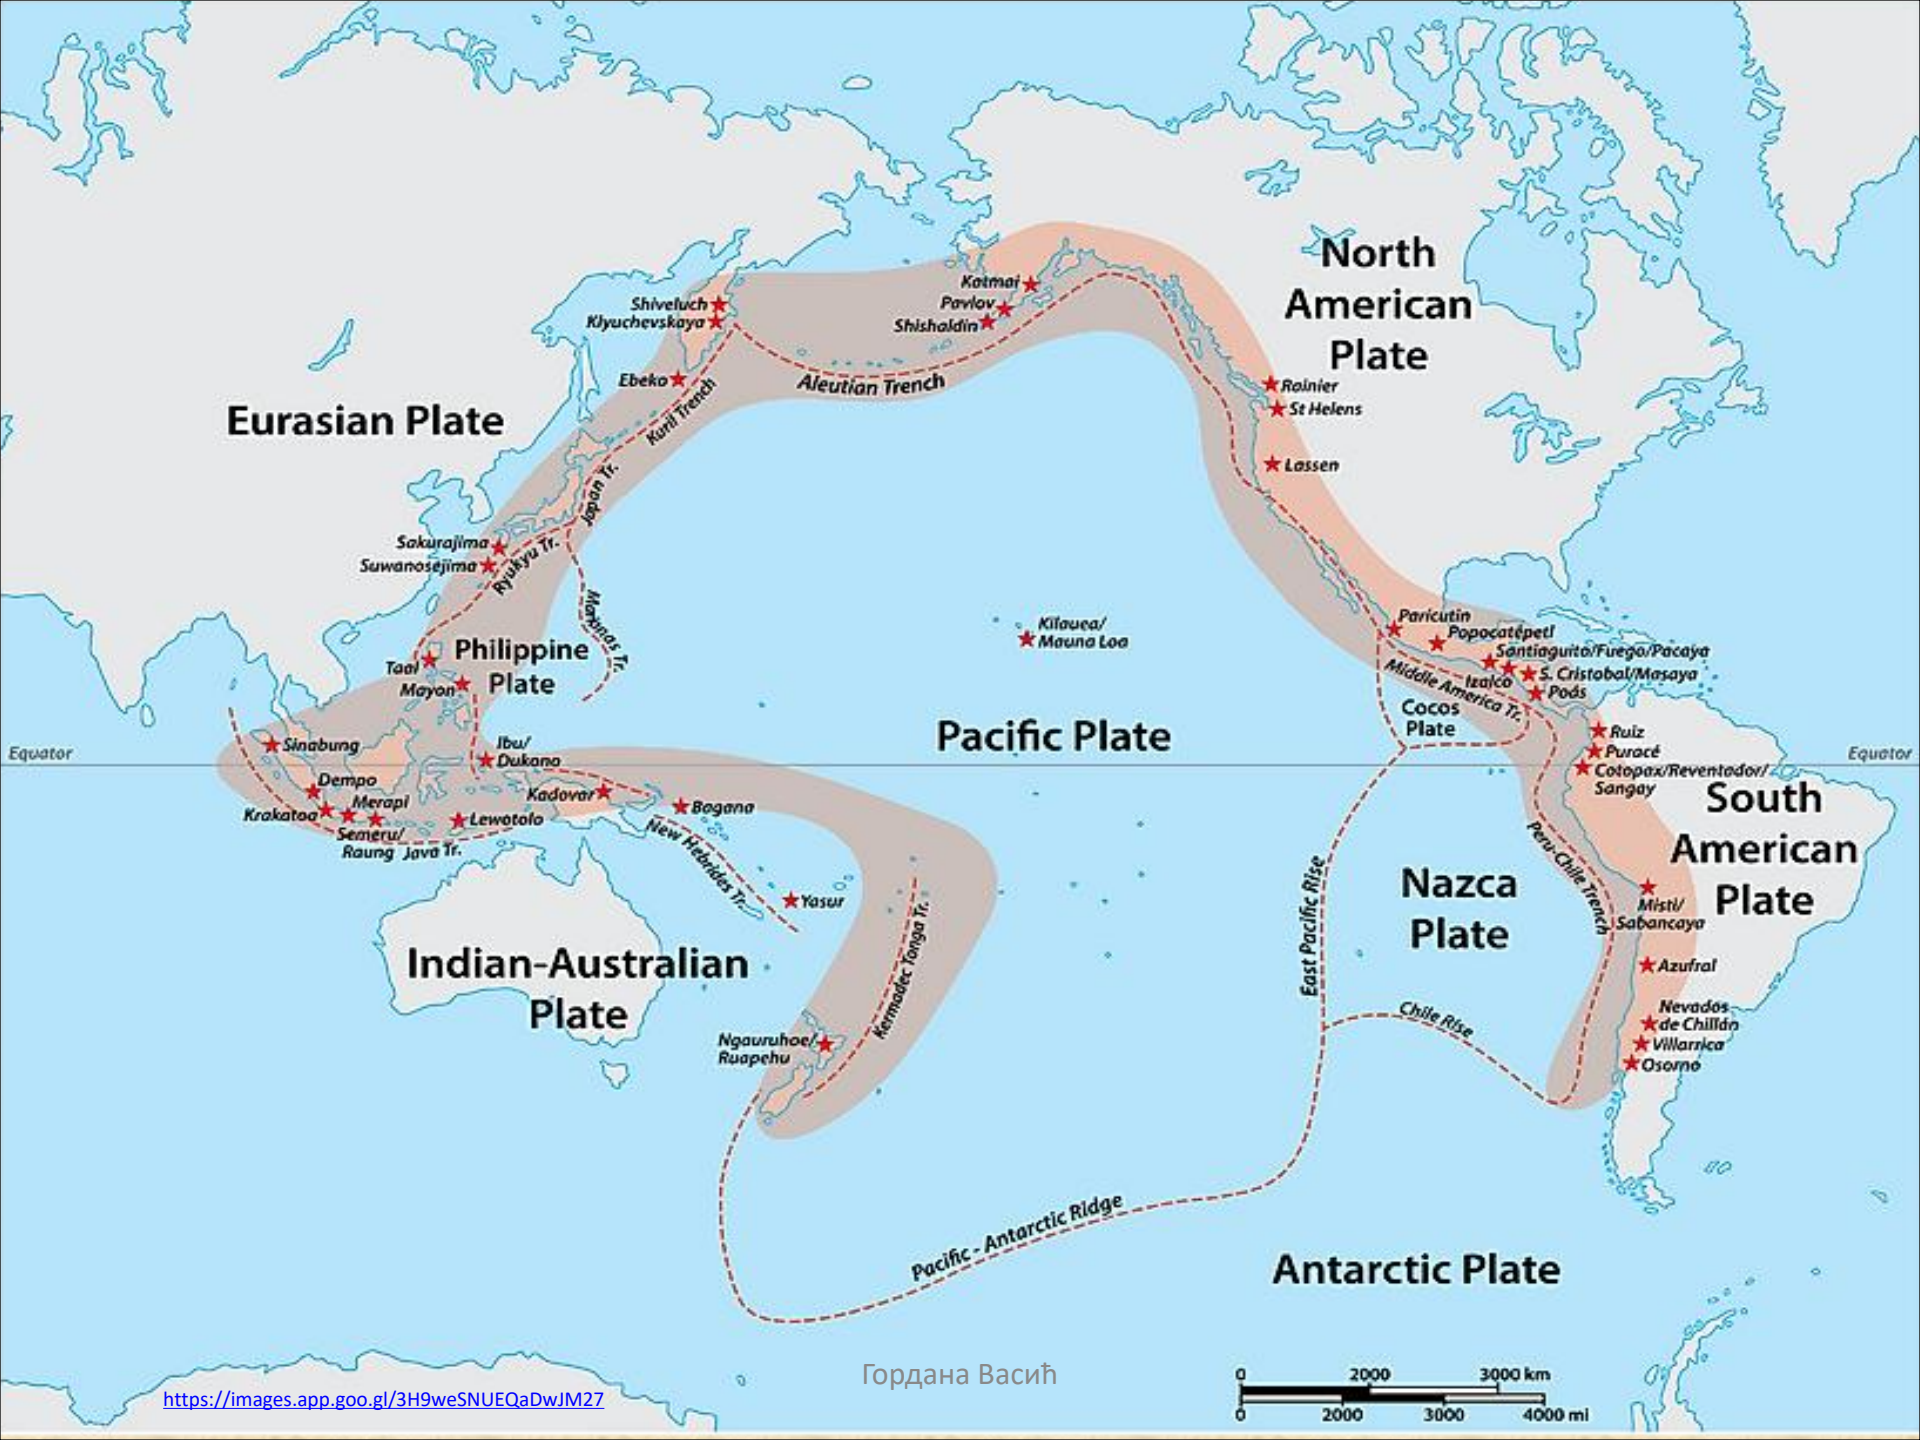 North
American
Plate
Katmai
Pavlov
Shishaldin
Shiveluch
Klyuchevskaya
Ebeko
Kuril Trench
Aleutian Trench
Rainier
St Helens
Lassen
Eurasian Plate
Japan Tr.
Sakurajima
Suwanosejima
Ryukyu Tr.
Marianas Tr.
Philippine
Plate
Taal
Mayon
Kilauea/
Mauna Loa
Paricutin
Popocatépetl
Santiaguito/Fuego/Pacaya
Izalco
S. Cristobal/Masaya
Poás
Middle America Tr.
Cocos
Plate
Pacific Plate
Equator
Sinabung
Ibu/
Dukono
Dempo
Krakatoa
Merapi
Semeru/
Raung
Java Tr.
Lewotolo
Kadovar
Bagana
New Hebrides Tr.
Yasur
Ruiz
Puracé
Equator
Cotopax/Reventador/
Sangay
South
American
Plate
Peru-Chile Trench
Nazca
Plate
East Pacific Rise
Misti/
Sabancaya
Azufral
Indian-Australian
Plate
Kermadec Tonga Tr.
Ngauruhoe/
Ruapehu
Chile Rise
Nevados
de Chillán
Villarrica
Osorno
Pacific - Antarctic Ridge
Antarctic Plate
Гордана Васић
https://images.app.goo.gl/3H9weSNUEQaDwJM27
0 2000 3000 km
0 2000 3000 4000 mi